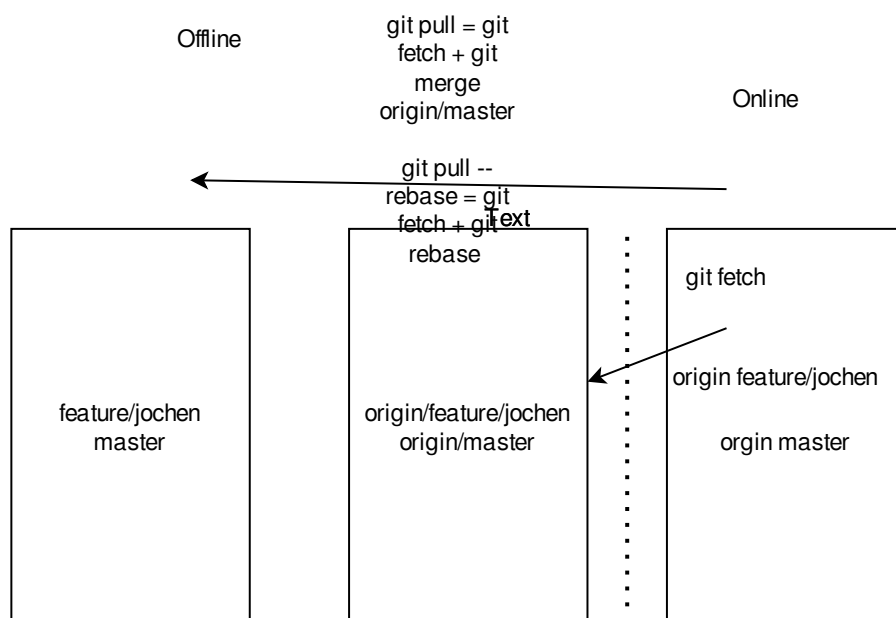 Offline
git pull = git
fetch + git
merge
origin/master
Online
git pull --
rebase = git
fetch + git
rebase
Text
git fetch
feature/jochen
master
origin/feature/jochen
origin/master
origin feature/jochen
orgin master